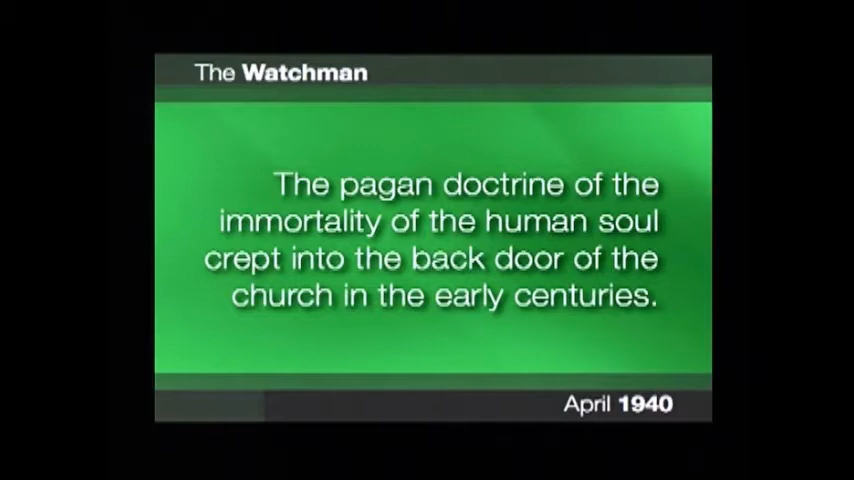 The Watchman
The pagan doctrine of the
immortality of the human soul
crept into the back door of the
church in the early centuries.
April 1940